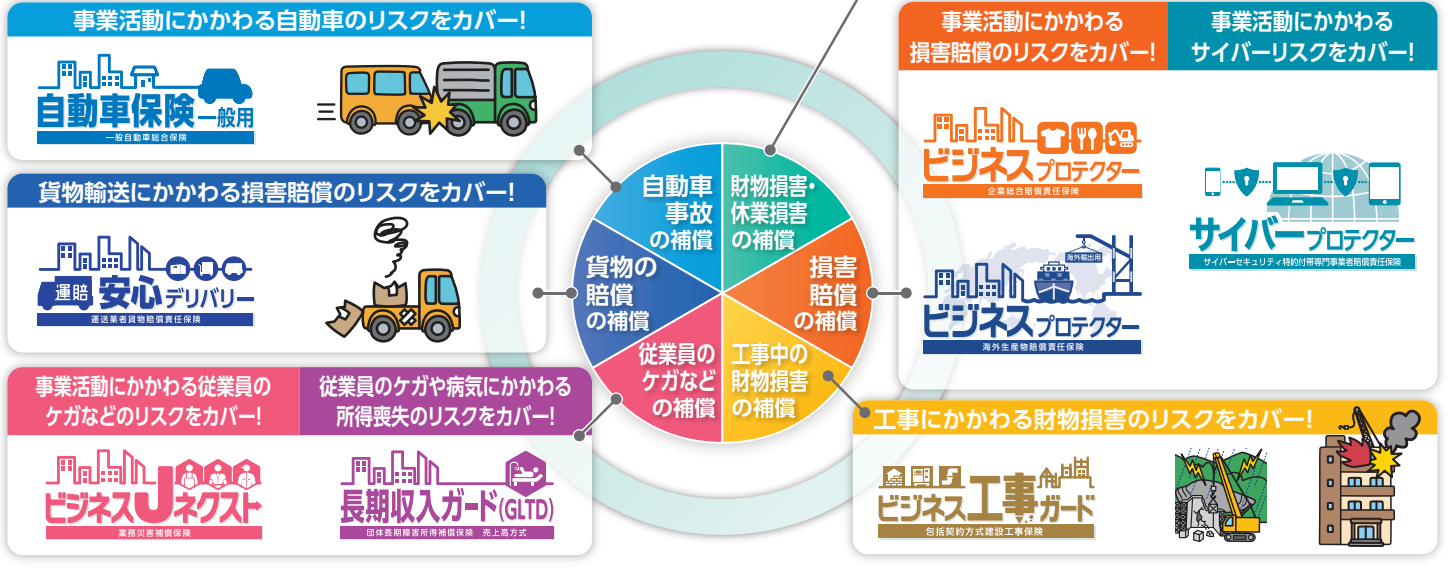 事業活動にかかわる自動車のリスクをカバー!
自動車保険 一般用
一般自動車総合保険
貨物輸送にかかわる損害賠償のリスクをカバー!
運賠 安心デリバリー
運送業者貨物賠償責任保険
事業活動にかかわる従業員の
ケガなどのリスクをカバー!
ビジネスJネクスト
業務災害補償保険
従業員のケガや病気にかかわる
所得喪失のリスクをカバー!
長期収入ガード(GLTD)
団体長期障害所得補償保険 売上高方式
自動車
事故
の補償
財物損害・
休業損害
の補償
貨物の
賠償
の補償
損害
賠償
の補償
従業員の
ケガなど
の補償
工事中の
財物損害
の補償
事業活動にかかわる
損害賠償のリスクをカバー!
ビジネスプロテクター
企業総合賠償責任保険
海外輸出用
ビジネスプロテクター
海外生産物賠償責任保険
事業活動にかかわる
サイバーリスクをカバー!
サイバープロテクター
サイバーセキュリティ特約付帯専門事業者賠償責任保険
工事にかかわる財物損害のリスクをカバー!
ビジネス工事ガード
包括契約方式建設工事保険